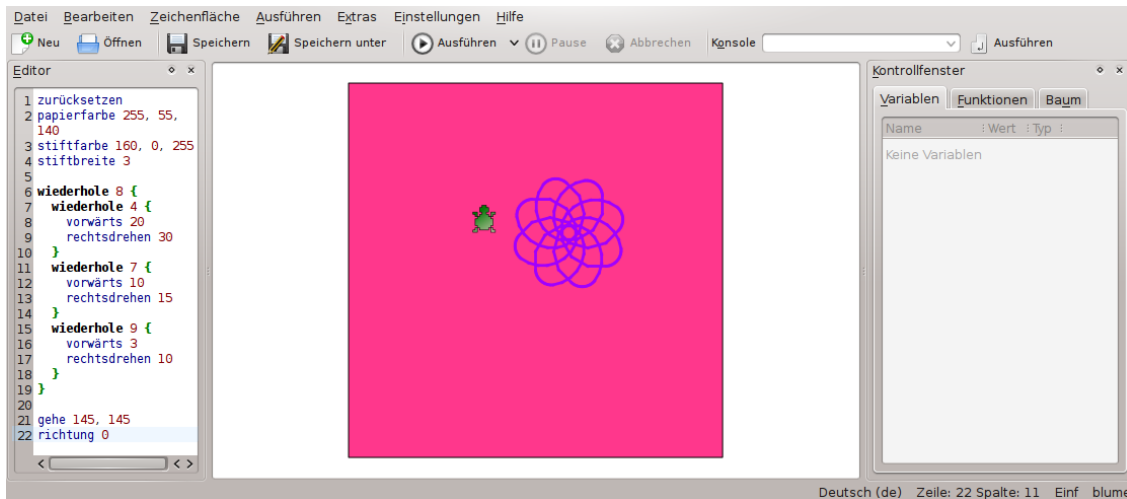 Datei Bearbeiten Zeichenfläche Ausführen Extras Einstellungen Hilfe
Neu Öffnen Speichern Speichern unter Ausführen Pause Abbrechen Konsole Ausführen
Editor
1 zurücksetzen
2 papierfarbe 255, 55,
140
3 stiftfarbe 160, 0, 255
4 stiftbreite 3
5
6 wiederhole 8 {
7 wiederhole 4 {
8 vorwärts 20
9 rechtsdrehen 30
10 }
11 wiederhole 7 {
12 vorwärts 10
13 rechtsdrehen 15
14 }
15 wiederhole 9 {
16 vorwärts 3
17 rechtsdrehen 10
18 }
19 }
20
21 gehe 145, 145
22 richtung 0
Kontrollfenster
Variablen Funktionen Baum
Name Wert Typ
Keine Variablen
Deutsch (de) Zeile: 22 Spalte: 11 Einf blume